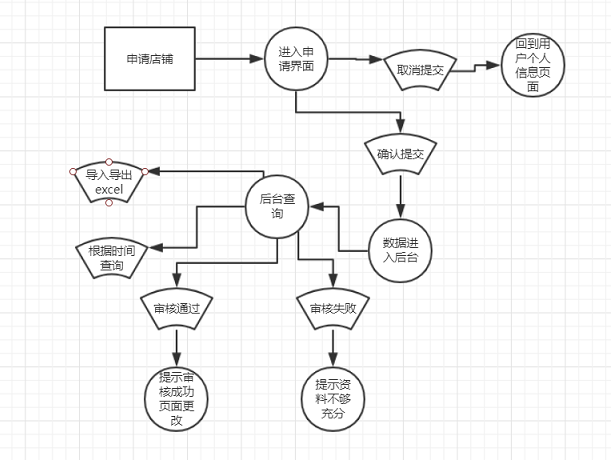 申请店铺
进入申
请界面
取消提交
回到用
户个人
信息页
面
确认提交
导入导出
excel
后台查
询
根据时间
查询
数据进
入后台
审核通过
审核失败
提示审
核成功
页面更
改
提示资
料不够
充分